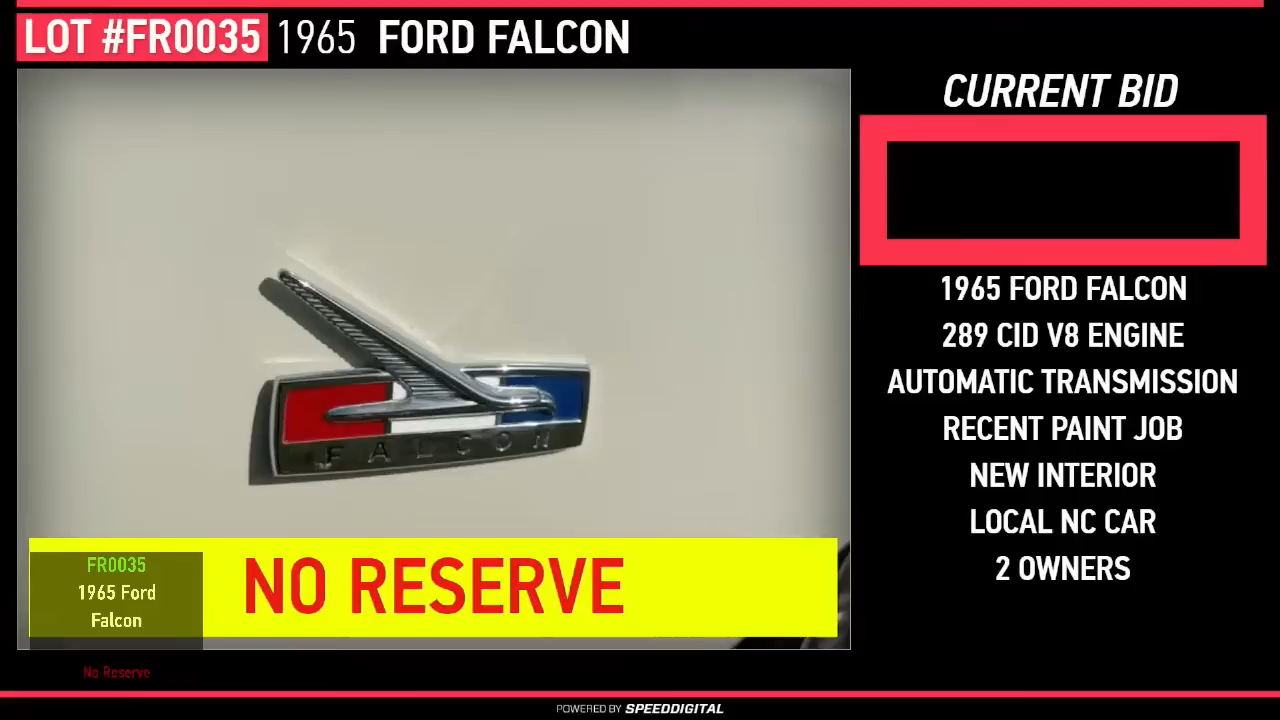 LOT #FR0035 1965 FORD FALCON
CURRENT BID
1965 FORD FALCON
289 CID V8 ENGINE
AUTOMATIC TRANSMISSION
RECENT PAINT JOB
NEW INTERIOR
LOCAL NC CAR
2 OWNERS
FALCON
NO RESERVE
FR0035
1965 Ford
Falcon
No Reserve
POWERED BY SPEEDDIGITAL